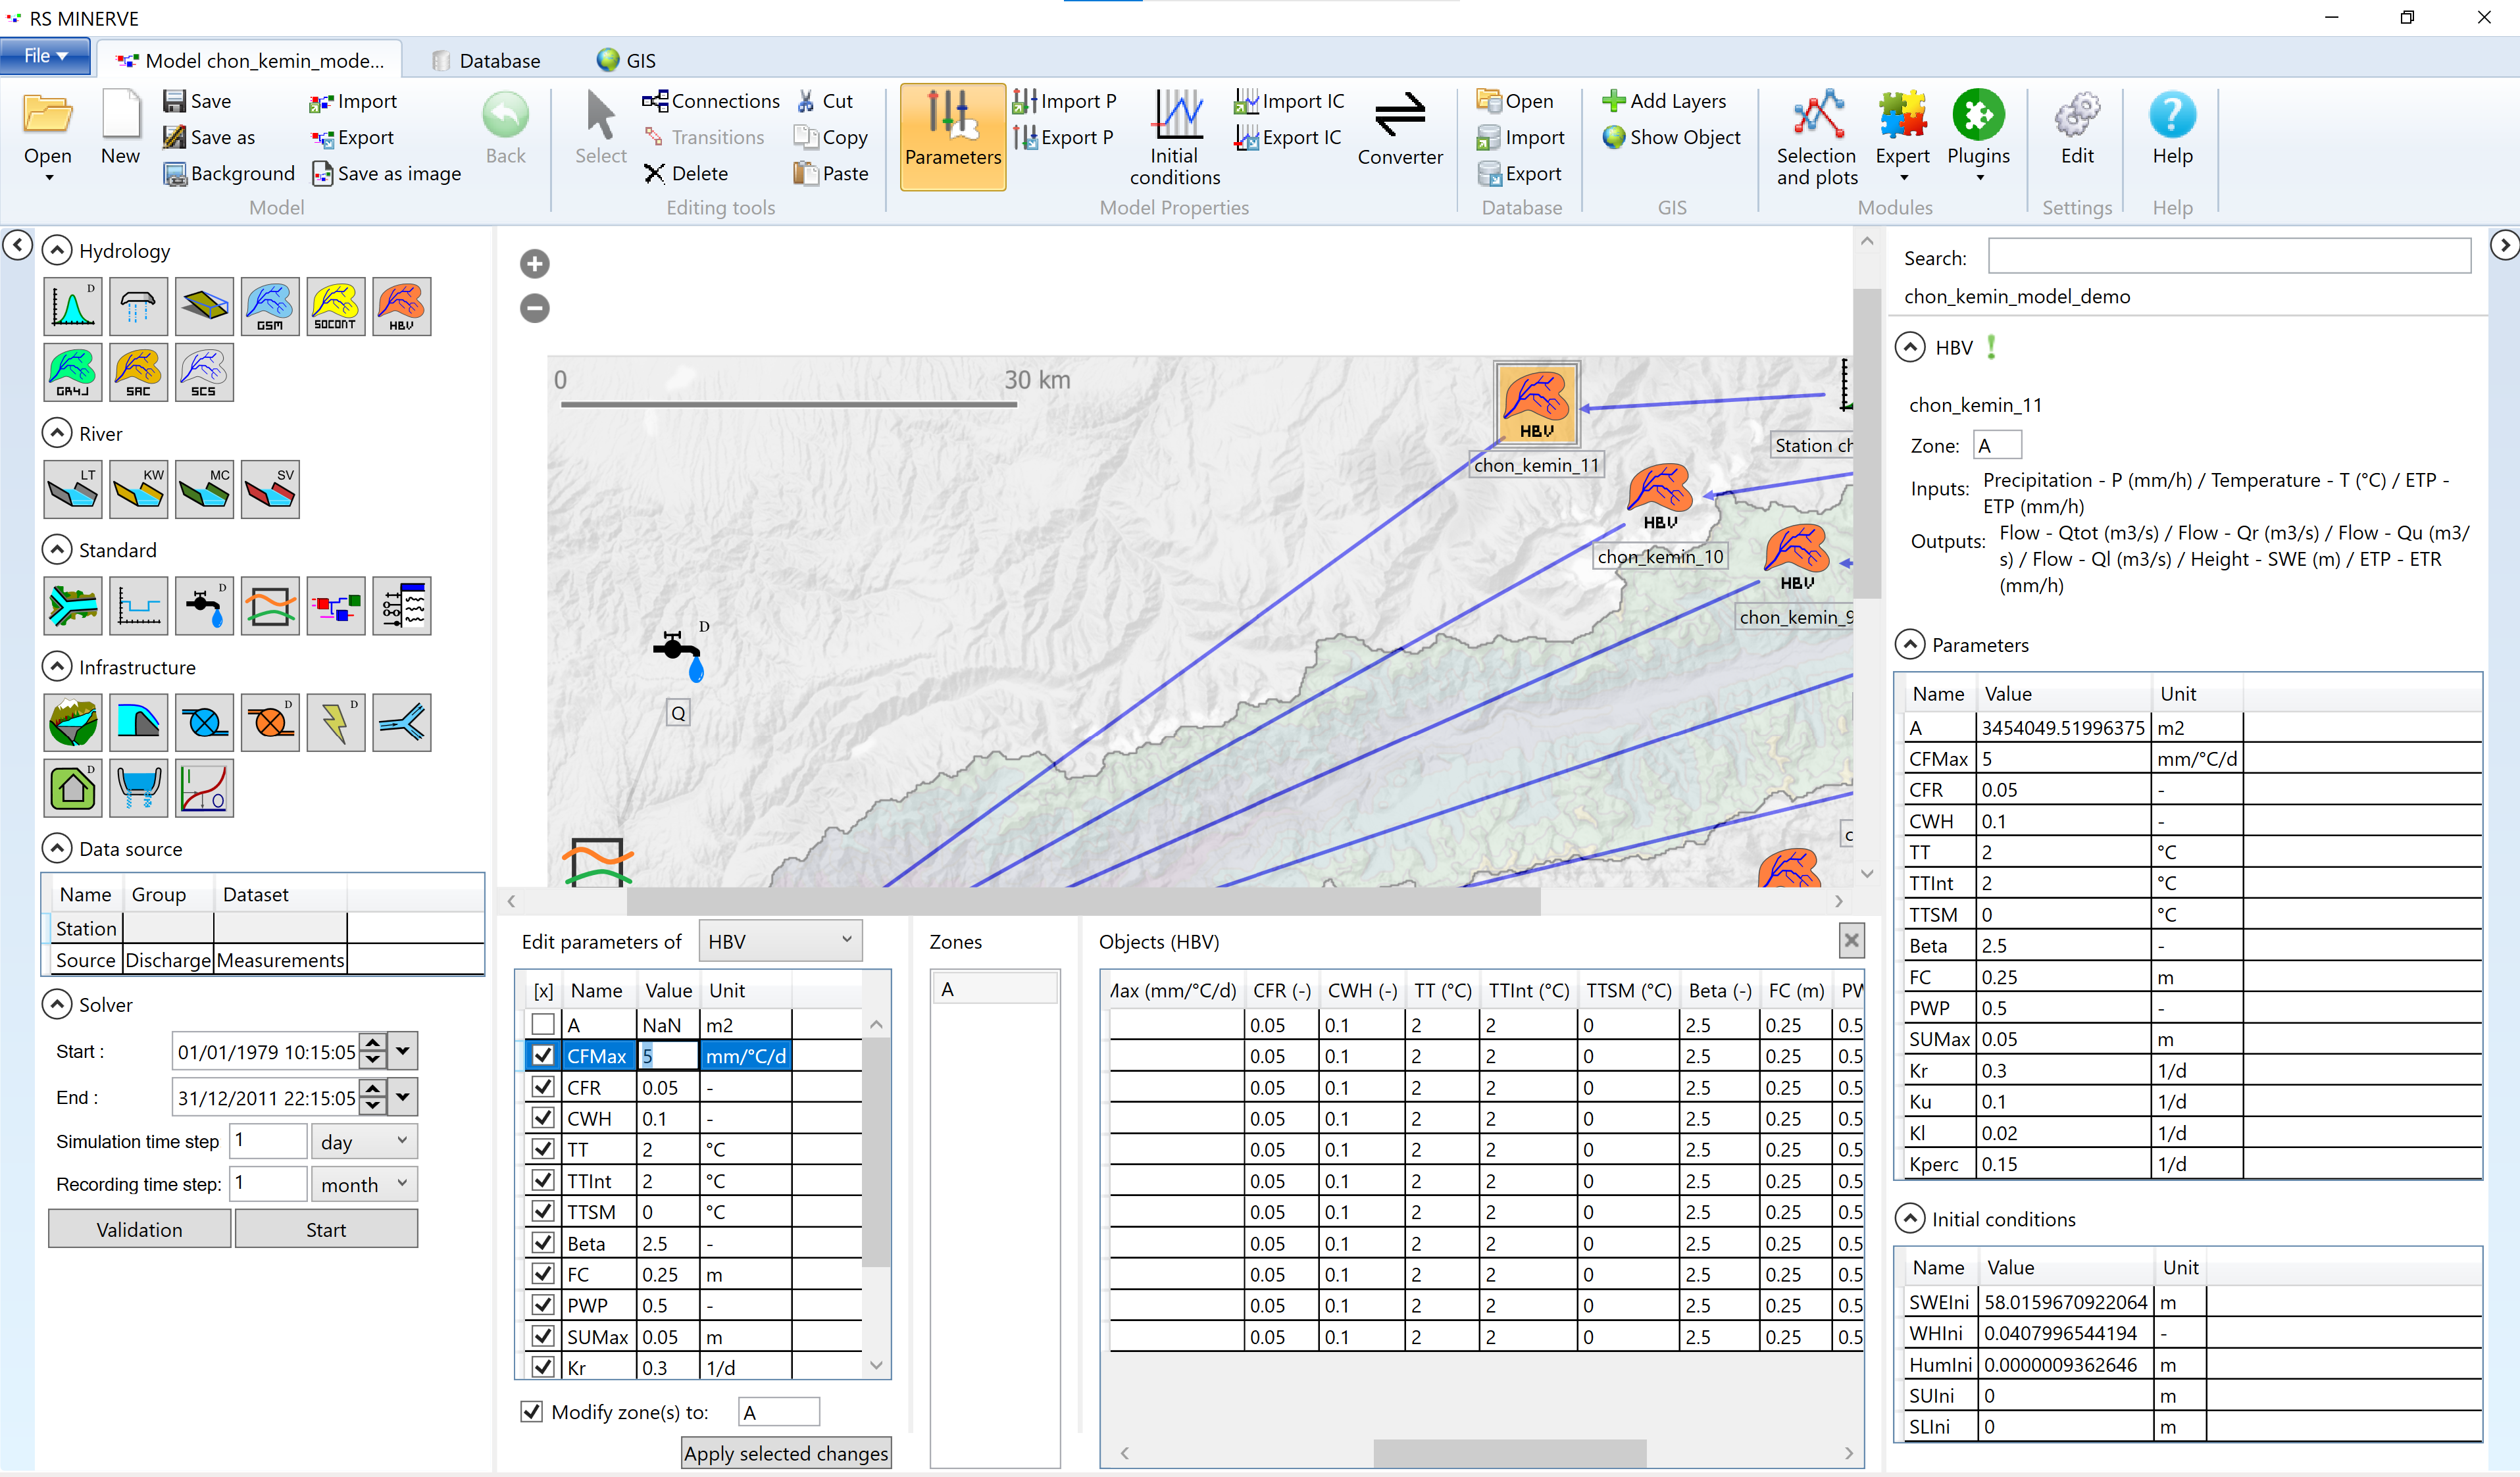 RS MINERVE
File
Model chon_kemin_mode...
Database
GIS
Open
New
Save
Save as
Background
Import
Export
Save as image
Model
Back
Select
Connections
Transitions
Delete
Cut
Copy
Paste
Editing tools
Parameters
Import P
Export P
Initial conditions
Import IC
Export IC
Converter
Model Properties
Open
Import
Export
Database
Add Layers
Show Object
GIS
Selection and plots
Expert
Plugins
Modules
Edit
Settings
Help
Help
Hydrology
D
GSM
SOCONT
HBV
GR4J
SAC
SCS
River
LT
KW
MC
SV
Standard
D
Infrastructure
D
D
D
I
O
Data source
Name Group Dataset
Station
Source Discharge Measurements
Solver
Start : 01/01/1979 10:15:05
End : 31/12/2011 22:15:05
Simulation time step 1 day
Recording time step: 1 month
Validation
Start
0
30 km
HBV
chon_kemin_11
Station ch
HBV
chon_kemin_10
HBV
chon_kemin_9
D
Q
c
Edit parameters of HBV
[x] Name Value Unit
A NaN m2
CFMax 5 mm/°C/d
CFR 0.05 -
CWH 0.1 -
TT 2 °C
TTInt 2 °C
TTSM 0 °C
Beta 2.5 -
FC 0.25 m
PWP 0.5 -
SUMax 0.05 m
Kr 0.3 1/d
Modify zone(s) to: A
Apply selected changes
Zones
A
Objects (HBV)
Max (mm/°C/d) CFR (-) CWH (-) TT (°C) TTInt (°C) TTSM (°C) Beta (-) FC (m) PW
0.05 0.1 2 2 0 2.5 0.25 0.5
0.05 0.1 2 2 0 2.5 0.25 0.5
0.05 0.1 2 2 0 2.5 0.25 0.5
0.05 0.1 2 2 0 2.5 0.25 0.5
0.05 0.1 2 2 0 2.5 0.25 0.5
0.05 0.1 2 2 0 2.5 0.25 0.5
0.05 0.1 2 2 0 2.5 0.25 0.5
0.05 0.1 2 2 0 2.5 0.25 0.5
0.05 0.1 2 2 0 2.5 0.25 0.5
0.05 0.1 2 2 0 2.5 0.25 0.5
0.05 0.1 2 2 0 2.5 0.25 0.5
Search:
chon_kemin_model_demo
HBV
chon_kemin_11
Zone: A
Inputs: Precipitation - P (mm/h) / Temperature - T (°C) / ETP -
ETP (mm/h)
Outputs: Flow - Qtot (m3/s) / Flow - Qr (m3/s) / Flow - Qu (m3/
s) / Flow - Ql (m3/s) / Height - SWE (m) / ETP - ETR
(mm/h)
Parameters
Name Value Unit
A 3454049.51996375 m2
CFMax 5 mm/°C/d
CFR 0.05 -
CWH 0.1 -
TT 2 °C
TTInt 2 °C
TTSM 0 °C
Beta 2.5 -
FC 0.25 m
PWP 0.5 -
SUMax 0.05 m
Kr 0.3 1/d
Ku 0.1 1/d
Kl 0.02 1/d
Kperc 0.15 1/d
Initial conditions
Name Value Unit
SWEIni 58.0159670922064 m
WHIni 0.0407996544194 -
HumIni 0.0000009362646 m
SUIni 0 m
SLIni 0 m